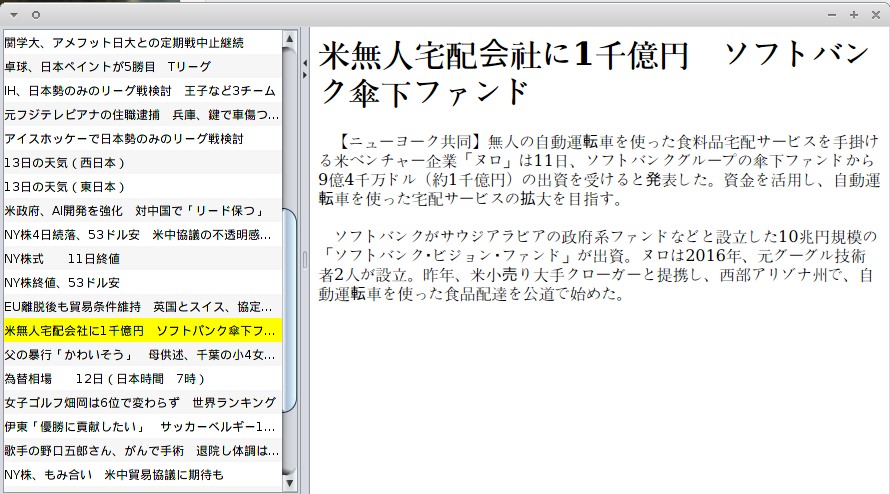 関学大、アメフット日大との定期戦中止継続
卓球、日本ペイントが5勝目　Tリーグ
IH、日本勢のみのリーグ戦検討　王子など3チーム
元フジテレビアナの住職逮捕　兵庫、鍵で車傷つ...
アイスホッケーで日本勢のみのリーグ戦検討
13日の天気（西日本）
13日の天気（東日本）
米政府、AI開発を強化　対中国で「リード保つ」
NY株4日続落、53ドル安　米中協議の不透明感...
NY株式　　11日終値
NY株終値、53ドル安
EU離脱後も貿易条件維持　英国とスイス、協定...
米無人宅配会社に1千億円　ソフトバンク傘下フ...
父の暴行「かわいそう」　母供述、千葉の小4女...
為替相場　　12日（日本時間　7時）
女子ゴルフ畑岡は6位で変わらず　世界ランキング
伊東「優勝に貢献したい」　サッカーベルギー1...
歌手の野口五郎さん、がんで手術　退院し体調は...
NY株、もみ合い　米中貿易協議に期待も
米無人宅配会社に1千億円　ソフトバン
ク傘下ファンド
【ニューヨーク共同】無人の自動運転車を使った食料品宅配サービスを手掛け
る米ベンチャー企業「ヌロ」は11日、ソフトバンクグループの傘下ファンドから
9億4千万ドル（約1千億円）の出資を受けると発表した。資金を活用し、自動運
転車を使った宅配サービスの拡大を目指す。
ソフトバンクがサウジアラビアの政府系ファンドなどと設立した10兆円規模の
「ソフトバンク・ビジョン・ファンド」が出資。ヌロは2016年、元グーグル技術
者2人が設立。昨年、米小売り大手クローガーと提携し、西部アリゾナ州で、自
動運転車を使った食品配達を公道で始めた。